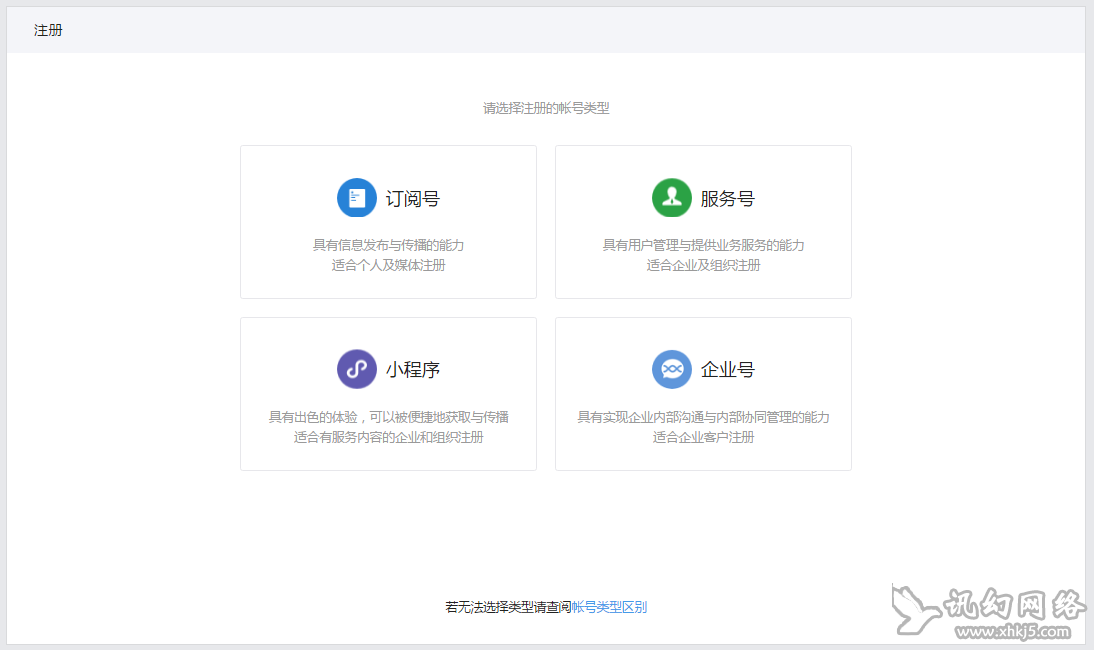 注册
请选择注册的帐号类型
订阅号
具有信息发布与传播的能力
适合个人及媒体注册
服务号
具有用户管理与提供业务服务的能力
适合企业及组织注册
小程序
具有出色的体验，可以被便捷地获取与传播
适合有服务内容的企业和组织注册
企业号
具有实现企业内部沟通与内部协同管理的能力
适合企业客户注册
若无法选择类型请查阅帐号类型区别
讯幻网络
www.xhkj5.com